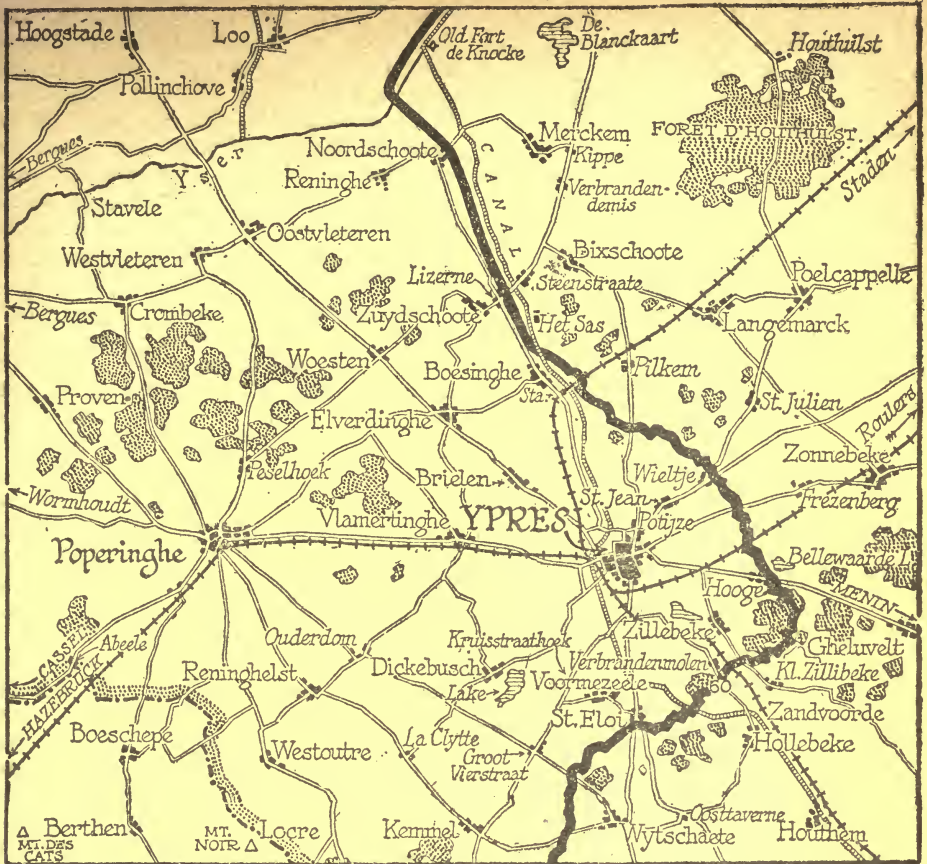 Hoogstade
Loo
Old Fort
de Knocke
De
Blanckaart
Houthulst
Pollinchove
FORÊT D'HOUTHULST
Merckem
Kippe
Noordschoote
Bergues
Y s e r
Reninghe
CANAL
Verbranden-
demis
Staden
Stavele
Oostvleteren
Westvleteren
Bixschoote
Lizerne
Steenstraate
Poelcappelle
Bergues
Crombeke
Zuydschoote
Het Sas
Langemarck
Woesten
Boesinghe
Pilkem
Proven
Sta.
St. Julien
Elverdinghe
Roulers
Zonnebeke
Peselhoek
Brielen
Wieltje
Wormhoudt
St. Jean
Frezenberg
Vlamertinghe
YPRES
Potijze
Poperinghe
Bellewaarde L.
Hooge
MENIN
Zillebeke
Abeele
Ouderdom
Kruisstraathoek
Gheluvelt
CASSEL
Reninghelst
Dickebusch
Verbrandenmolen
Kl. Zillibeke
HAZEBRUCK
Lake
Voormezeele
60
Zandvoorde
St. Eloi
Boeschepe
Westoutre
La Clytte
Hollebeke
Groot
Vierstraat
Oosttaverne
Berthen
MT. DES
CATS
MT.
NOIR
Locre
Kemmel
Wytschaete
Houthem